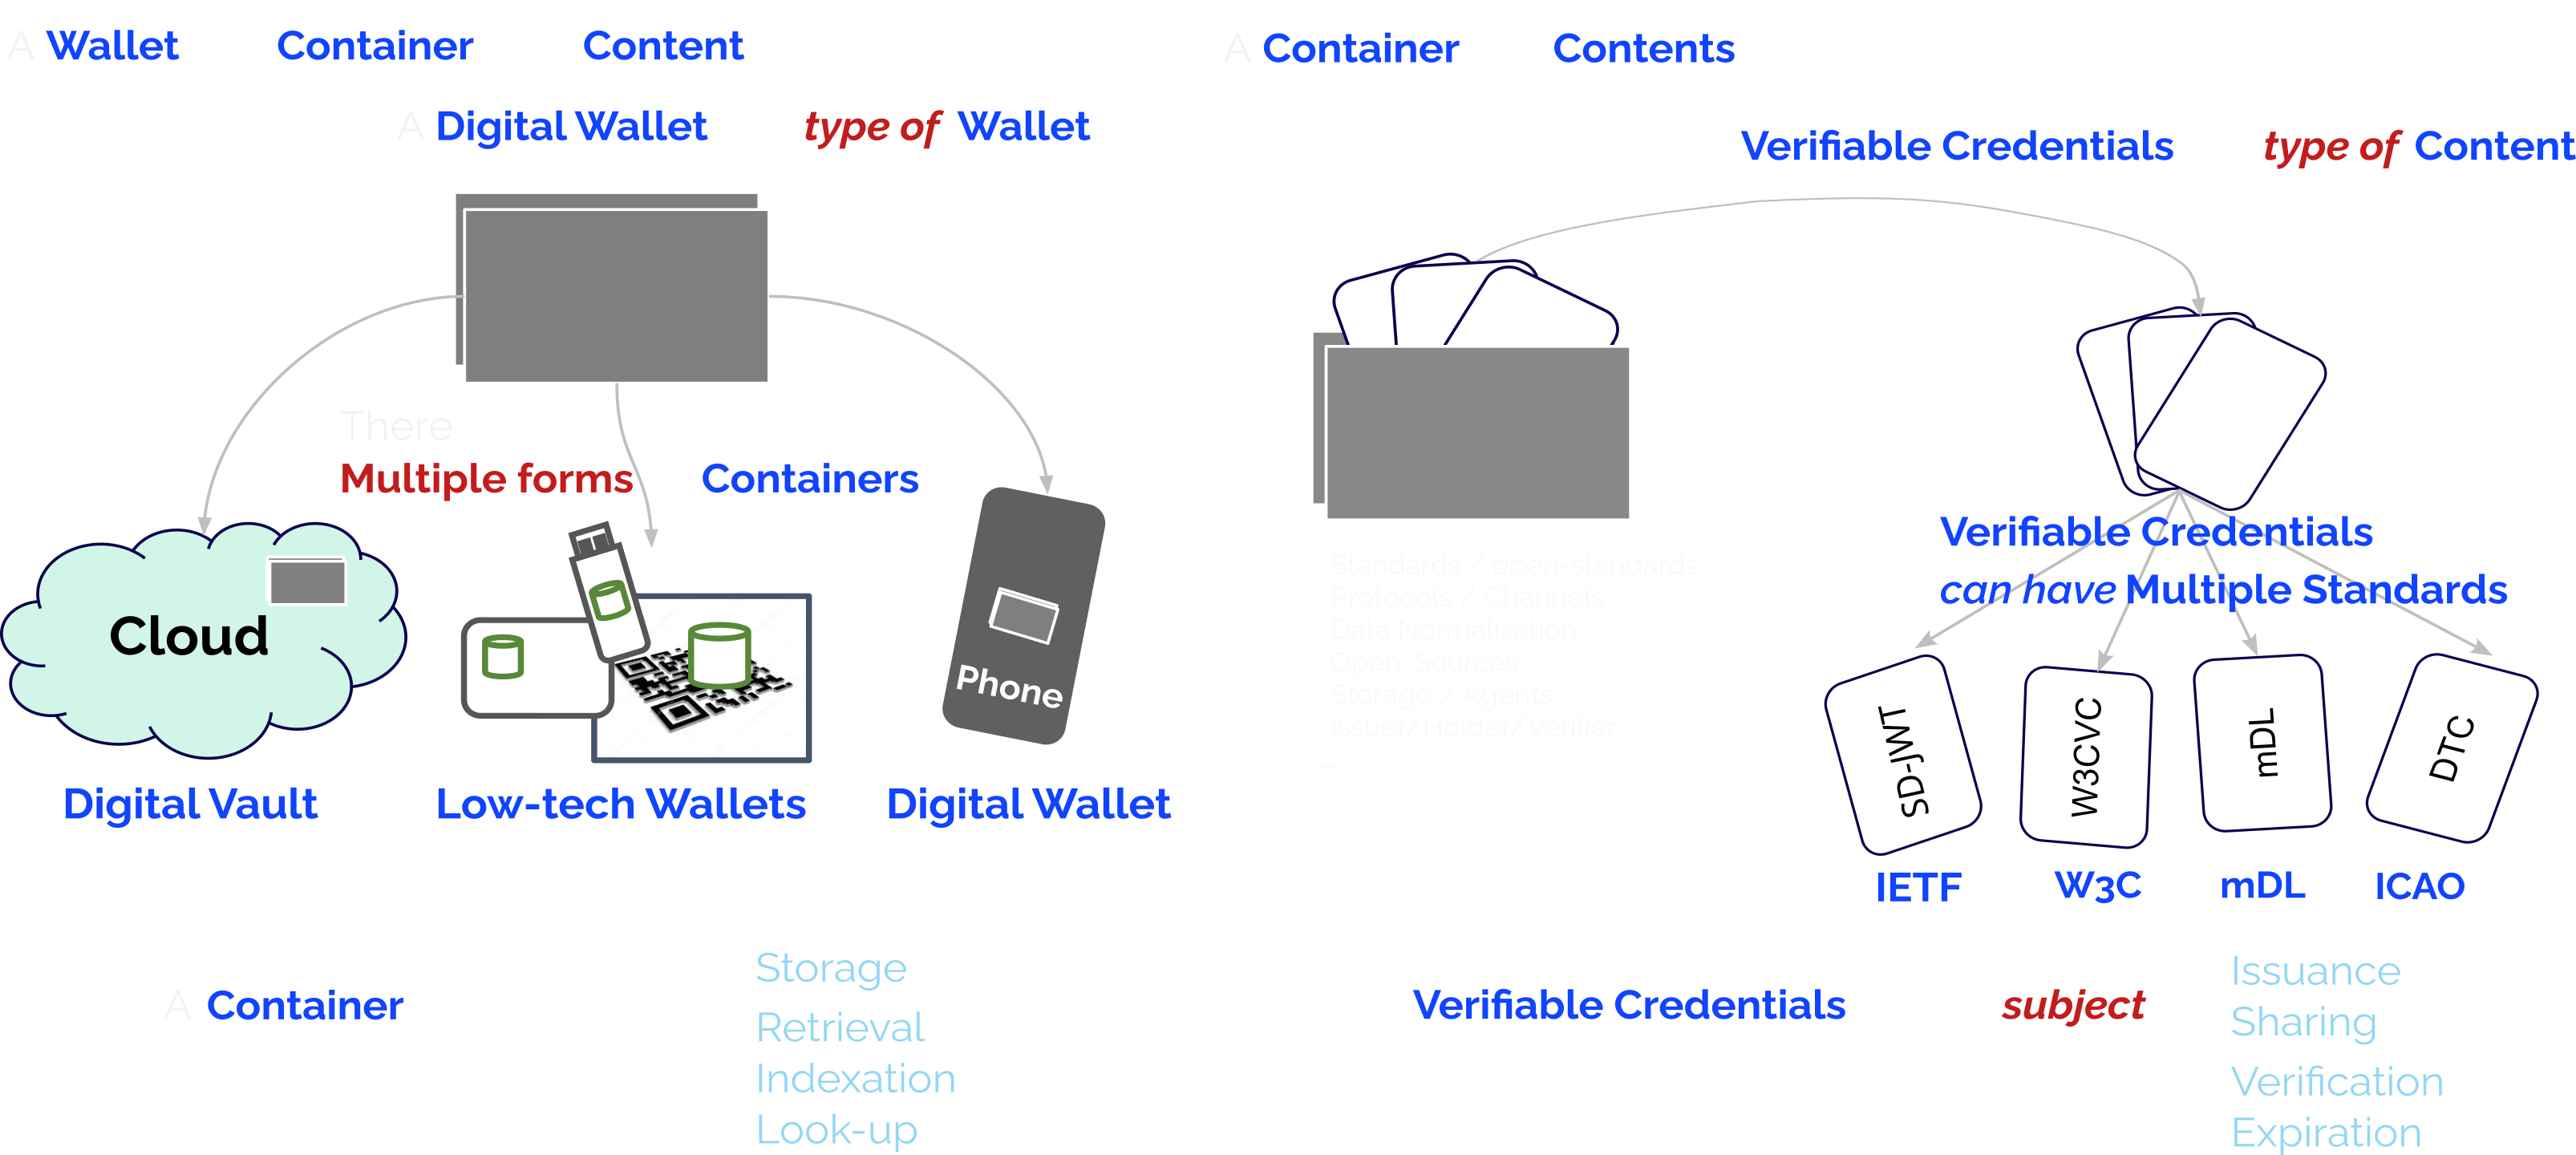 A Wallet Container Content
A Digital Wallet type of Wallet
There
Multiple forms Containers
Cloud
Phone
Digital Vault Low-tech Wallets Digital Wallet
A Container
Storage
Retrieval
Indexation
Look-up
A Container Contents
Verifiable Credentials type of Content
. Standards / open-standards
. Protocols / Channels
. Data Normalization
. Open-Sources
. Storage / Agents
. Issuer/Holder/Verifier
...
Verifiable Credentials
can have Multiple Standards
SD-JWT
W3CVC
mDL
DTC
IETF W3C mDL ICAO
Verifiable Credentials subject
Issuance
Sharing
Verification
Expiration